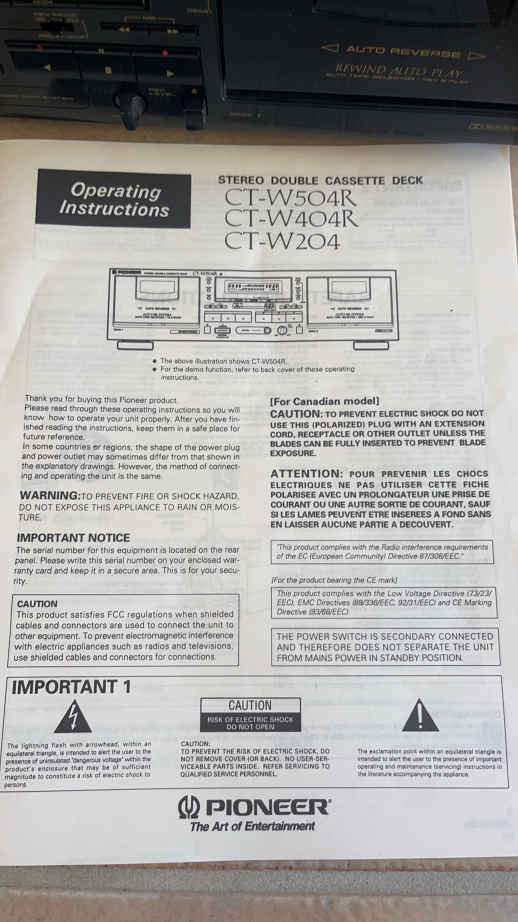 AUTO REVERSE
REWIND AUTO PLAY
Operating
Instructions
STEREO DOUBLE CASSETTE DECK
CT-W504R
CT-W404R
CT-W204
PIONEER
● The above illustration shows CT-W504R.
● For the demo function, refer to back cover of these operating
instructions.
Thank you for buying this Pioneer product.
Please read through these operating instructions so you will
know how to operate your unit properly. After you have fin-
ished reading the instructions, keep them in a safe place for
future reference.
In some countries or regions, the shape of the power plug
and power outlet may sometimes differ from that shown in
the explanatory drawings. However, the method of connect-
ing and operating the unit is the same.
WARNING:TO PREVENT FIRE OR SHOCK HAZARD,
DO NOT EXPOSE THIS APPLIANCE TO RAIN OR MOIS-
TURE.
IMPORTANT NOTICE
The serial number for this equipment is located on the rear
panel. Please write this serial number on your enclosed war-
ranty card and keep it in a secure area. This is for your secu-
rity.
CAUTION
This product satisfies FCC regulations when shielded
cables and connectors are used to connect the unit to
other equipment. To prevent electromagnetic interference
with electric appliances such as radios and televisions,
use shielded cables and connectors for connections.
[For Canadian model]
CAUTION: TO PREVENT ELECTRIC SHOCK DO NOT
USE THIS (POLARIZED) PLUG WITH AN EXTENSION
CORD, RECEPTACLE OR OTHER OUTLET UNLESS THE
BLADES CAN BE FULLY INSERTED TO PREVENT BLADE
EXPOSURE.
ATTENTION: POUR PREVENIR LES CHOCS
ELECTRIQUES NE PAS UTILISER CETTE FICHE
POLARISEE AVEC UN PROLONGATEUR UNE PRISE DE
COURANT OU UNE AUTRE SORTIE DE COURANT, SAUF
SI LES LAMES PEUVENT ETRE INSEREES A FOND SANS
EN LAISSER AUCUNE PARTIE A DECOUVERT.
"This product complies with the Radio interference requirements
of the EC (European Community) Directive 87/308/EEC."
[For the product bearing the CE mark]
This product complies with the Low Voltage Directive (73/23/
EEC), EMC Directives (89/336/EEC, 92/31/EEC) and CE Marking
Directive (93/68/EEC).
THE POWER SWITCH IS SECONDARY CONNECTED
AND THEREFORE DOES NOT SEPARATE THE UNIT
FROM MAINS POWER IN STANDBY POSITION.
IMPORTANT 1
The lightning flash with arrowhead, within an
equilateral triangle, is intended to alert the user to the
presence of uninsulated "dangerous voltage" within the
product's enclosure that may be of sufficient
magnitude to constitute a risk of electric shock to
persons.
CAUTION
RISK OF ELECTRIC SHOCK
DO NOT OPEN
CAUTION:
TO PREVENT THE RISK OF ELECTRIC SHOCK, DO
NOT REMOVE COVER (OR BACK). NO USER-SER-
VICEABLE PARTS INSIDE. REFER SERVICING TO
QUALIFIED SERVICE PERSONNEL.
The exclamation point within an equilateral triangle is
intended to alert the user to the presence of important
operating and maintenance (servicing) instructions in
the literature accompanying the appliance.
PIONEER®
The Art of Entertainment